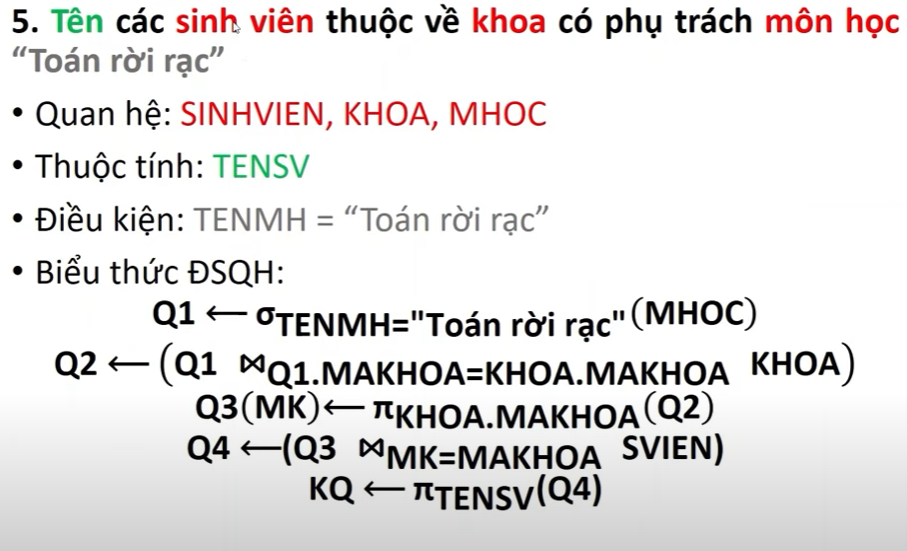 5. Tên các sinh viên thuộc về khoa có phụ trách môn học
“Toán rời rạc”
• Quan hệ: SINHVIEN, KHOA, MHOC
• Thuộc tính: TENSV
• Điều kiện: TENMH = “Toán rời rạc”
• Biểu thức ĐSQH:
Q1 ⟵ σTENMH="Toán rời rạc"(MHOC)
Q2 ⟵ (Q1 ⋈Q1.MAKHOA=KHOA.MAKHOA KHOA)
Q3(MK)⟵ πKHOA.MAKHOA(Q2)
Q4 ⟵(Q3 ⋈MK=MAKHOA SVIEN)
KQ ⟵ πTENSV(Q4)